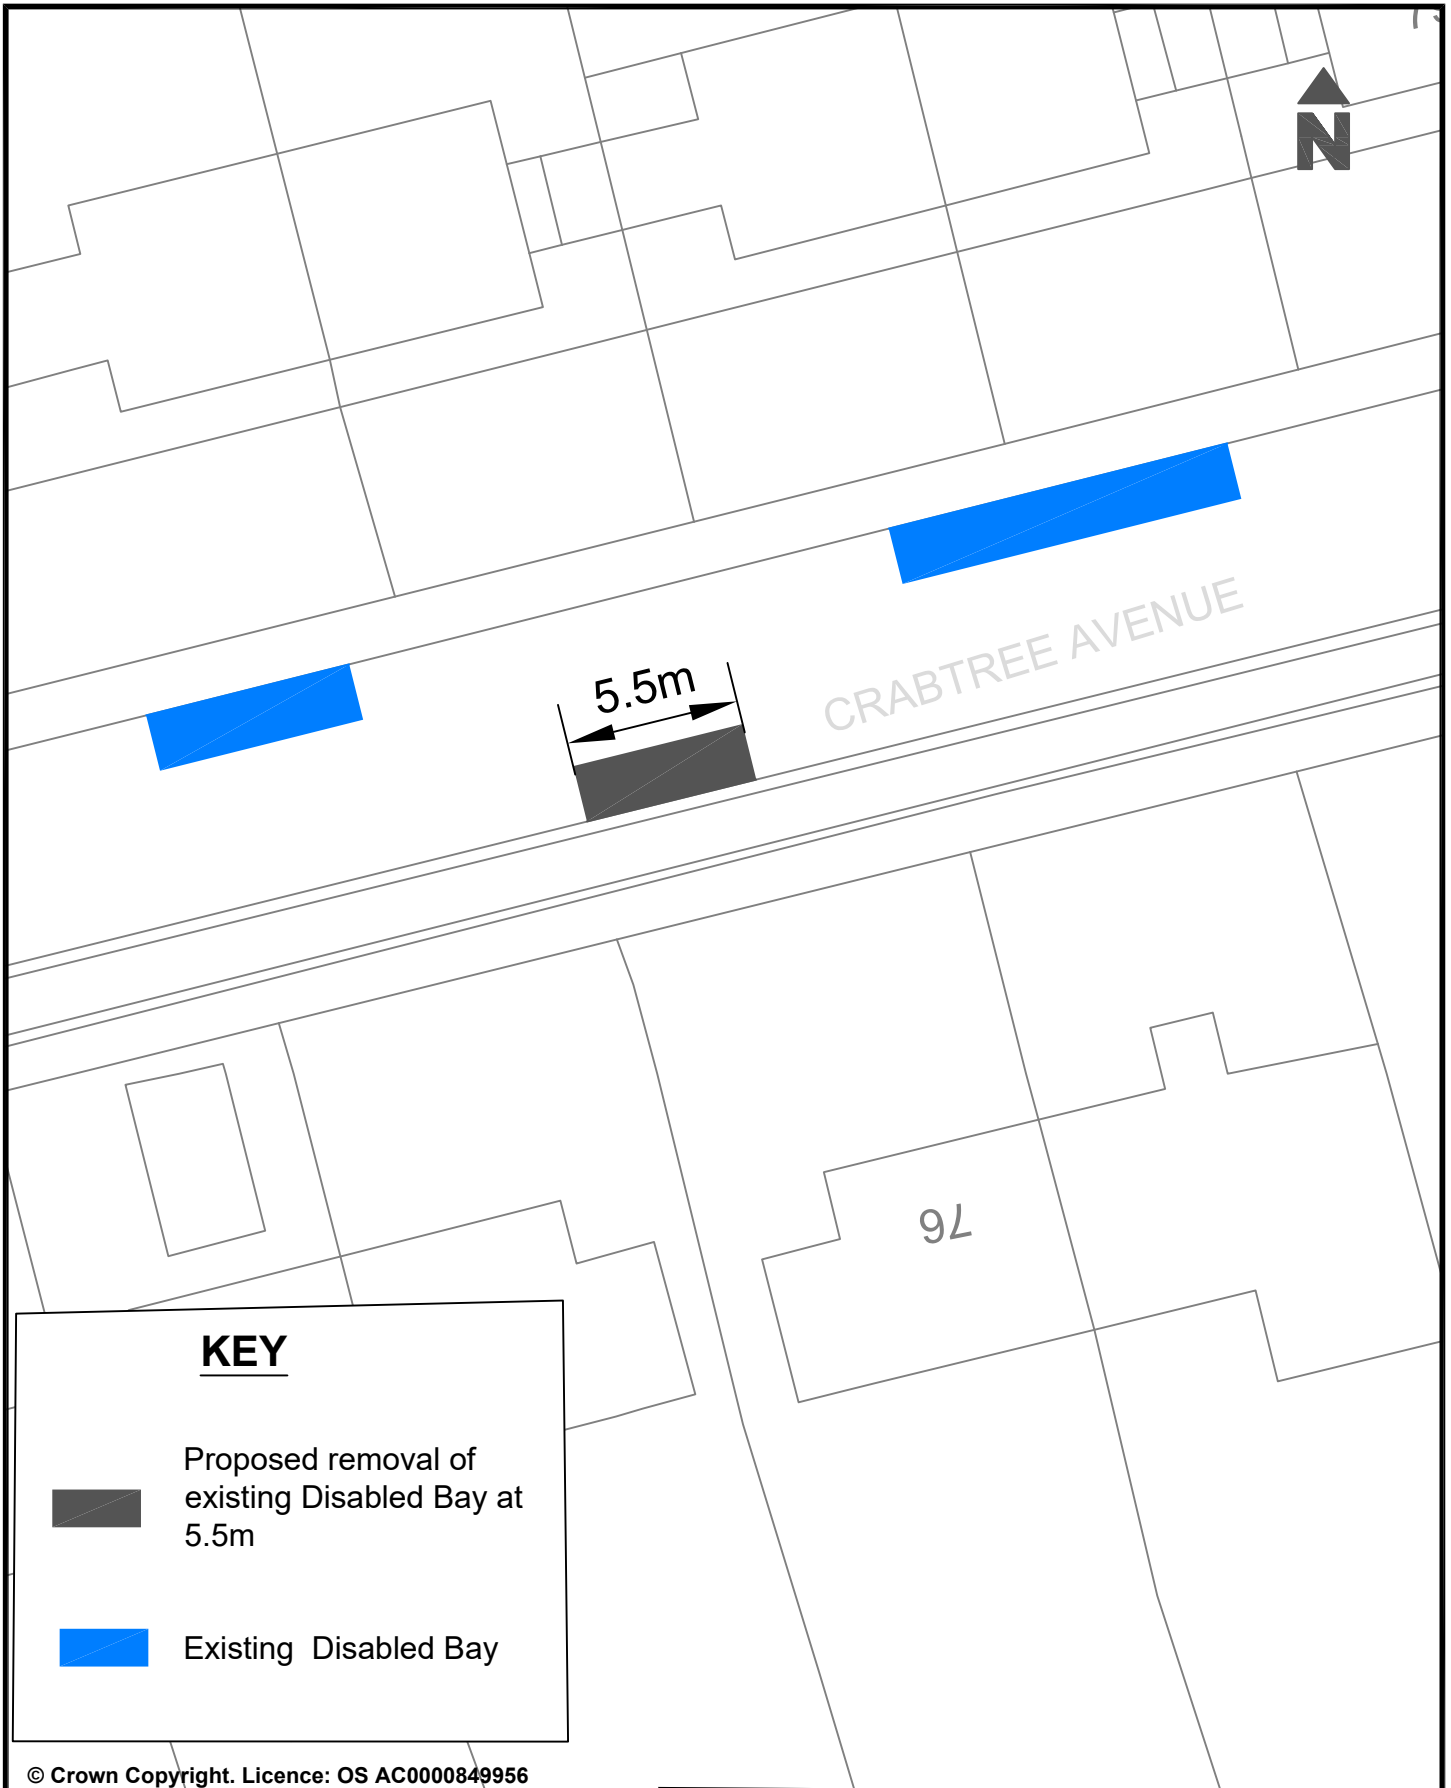 N
5.5m
CRABTREE AVENUE
76
KEY
Proposed removal of
existing Disabled Bay at
5.5m
Existing Disabled Bay
© Crown Copyright. Licence: OS AC0000849956